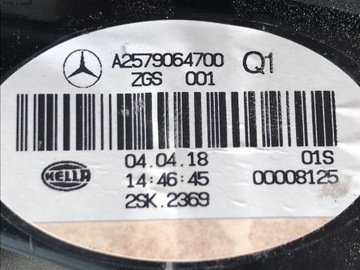 A2579064700 Q1
ZGS 001
04.04.18 01S
HELLA 14:46:45 00008125
2SK.2369